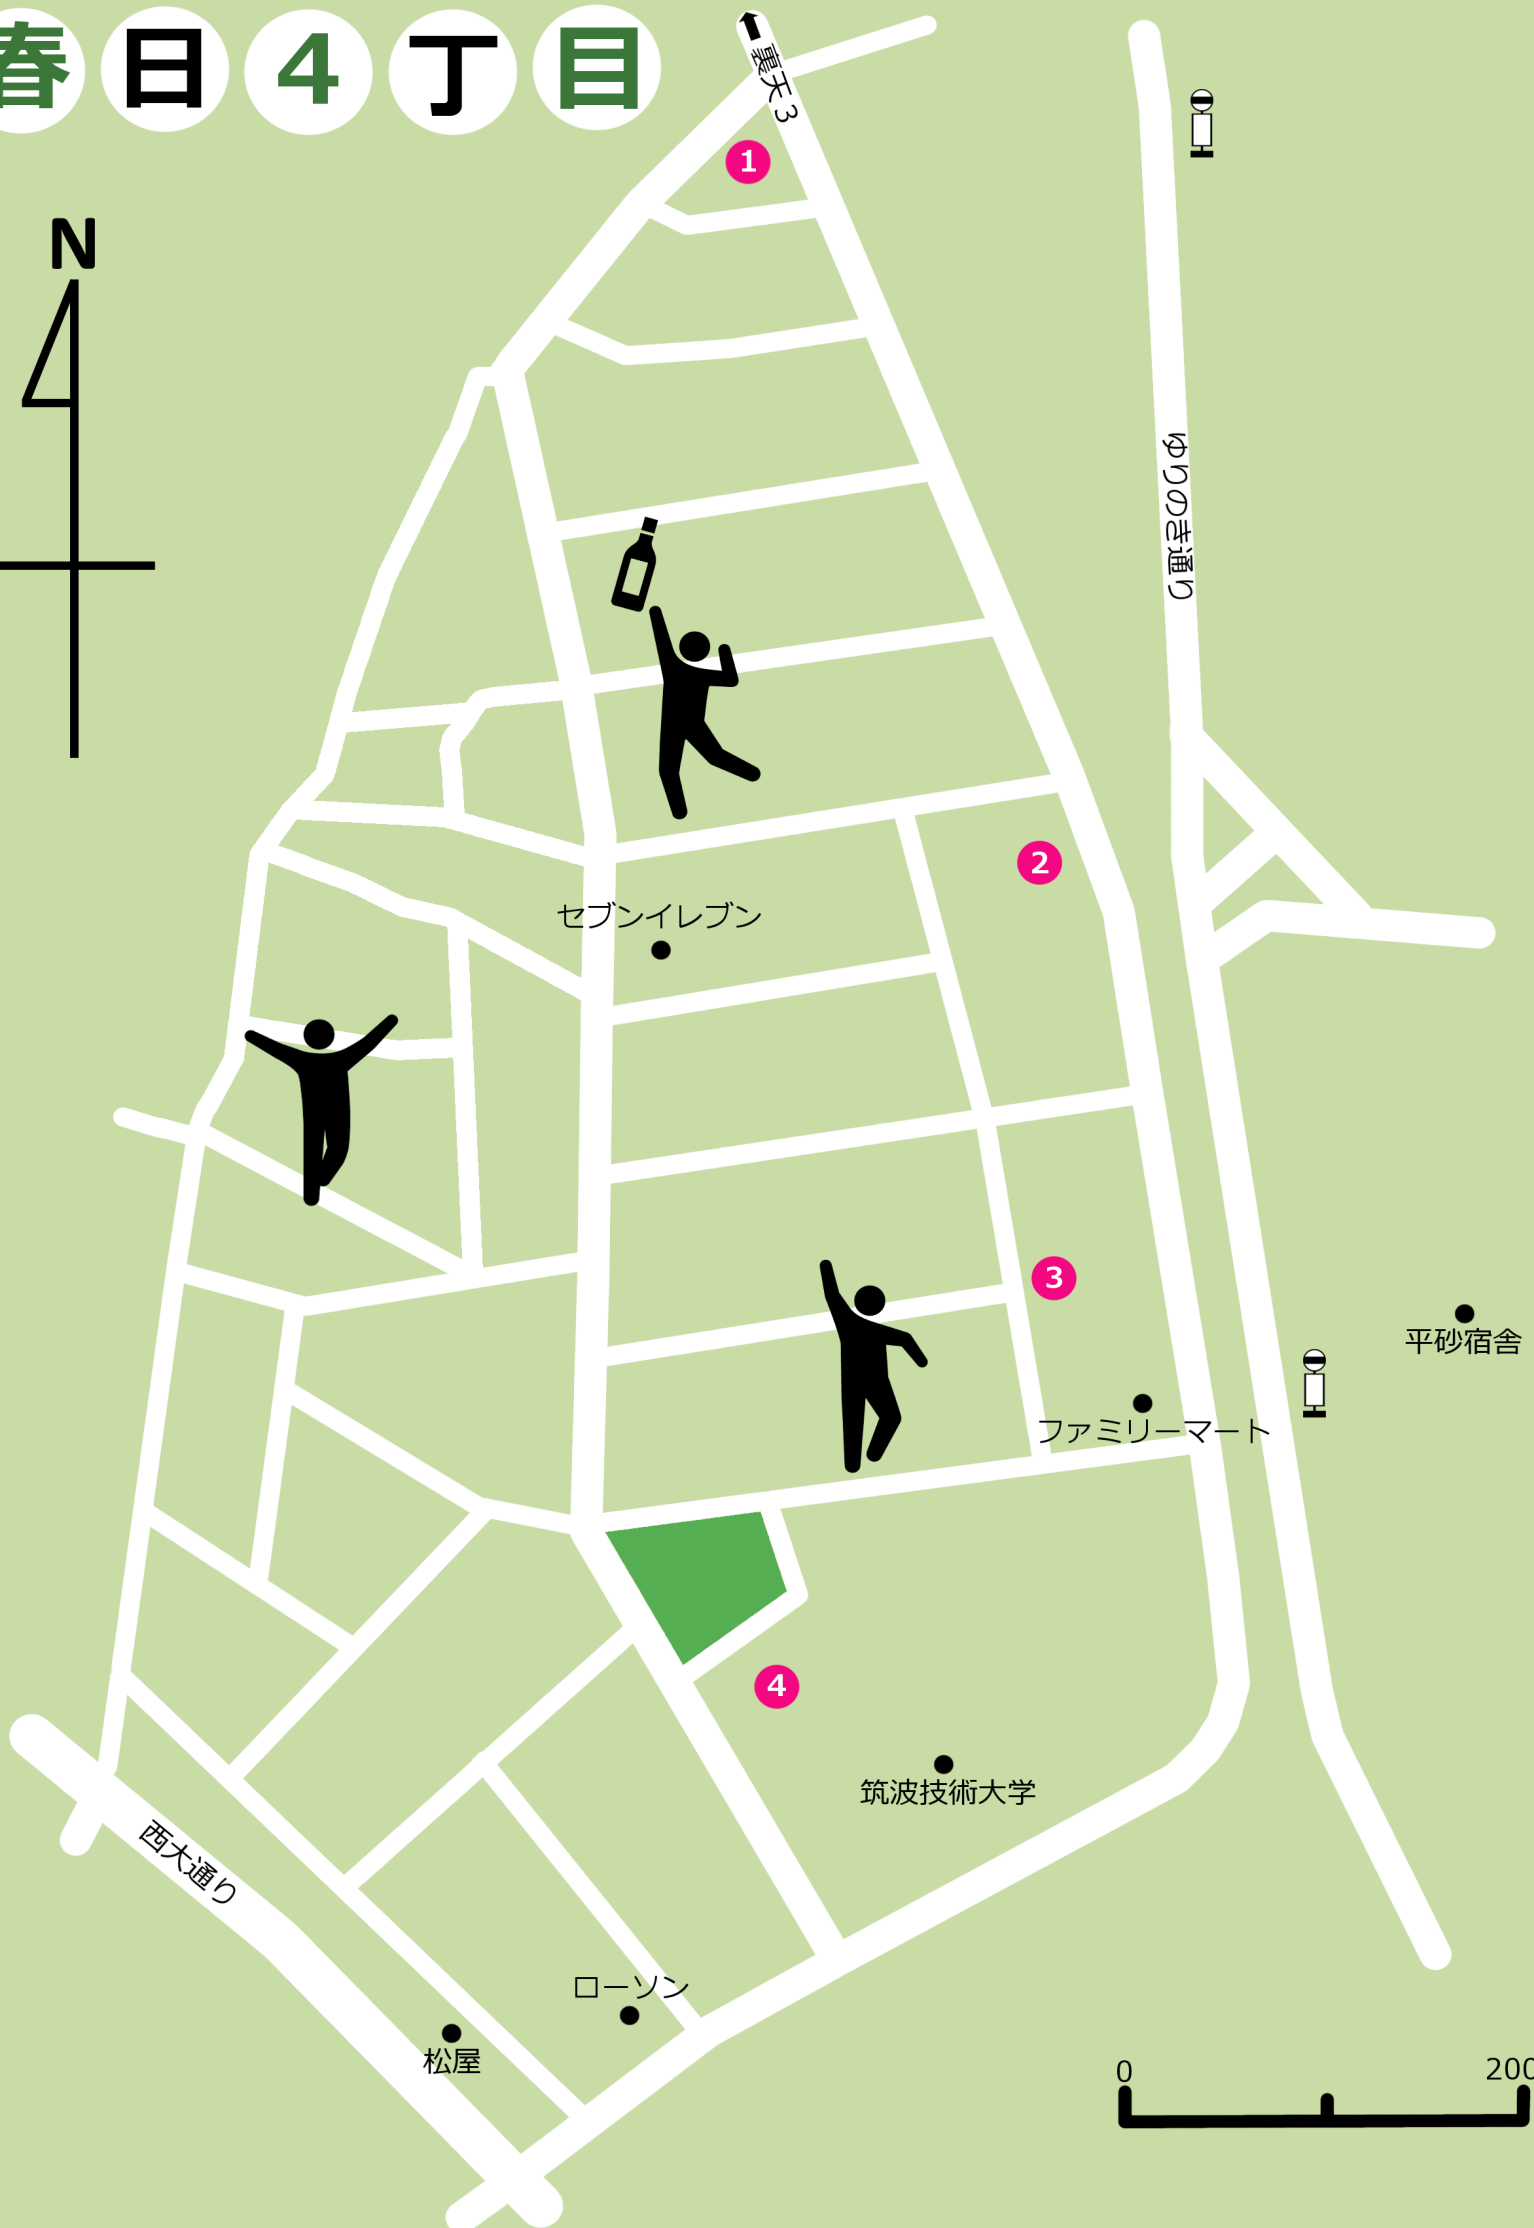 春日4丁目
N
裏天3
1
ゆりのき通り
2
セブンイレブン
3
平砂宿舎
ファミリーマート
4
筑波技術大学
西大通り
ローソン
松屋
0
200